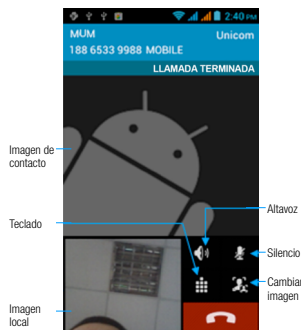 2:40 PM
MUM
Unicom
188 6533 9988 MOBILE
LLAMADA TERMINADA
Imagen de
contacto
Teclado
Altavoz
Silencio
Cambiar
imagen
Imagen
local